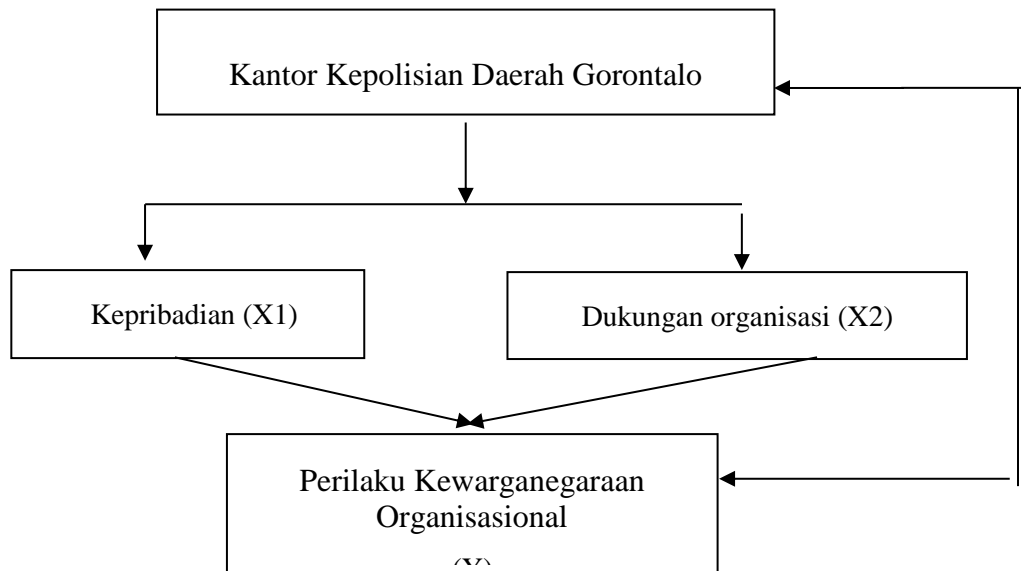 Kantor Kepolisian Daerah Gorontalo
Kepribadian (X1)
Dukungan organisasi (X2)
Perilaku Kewarganegaraan
Organisasional